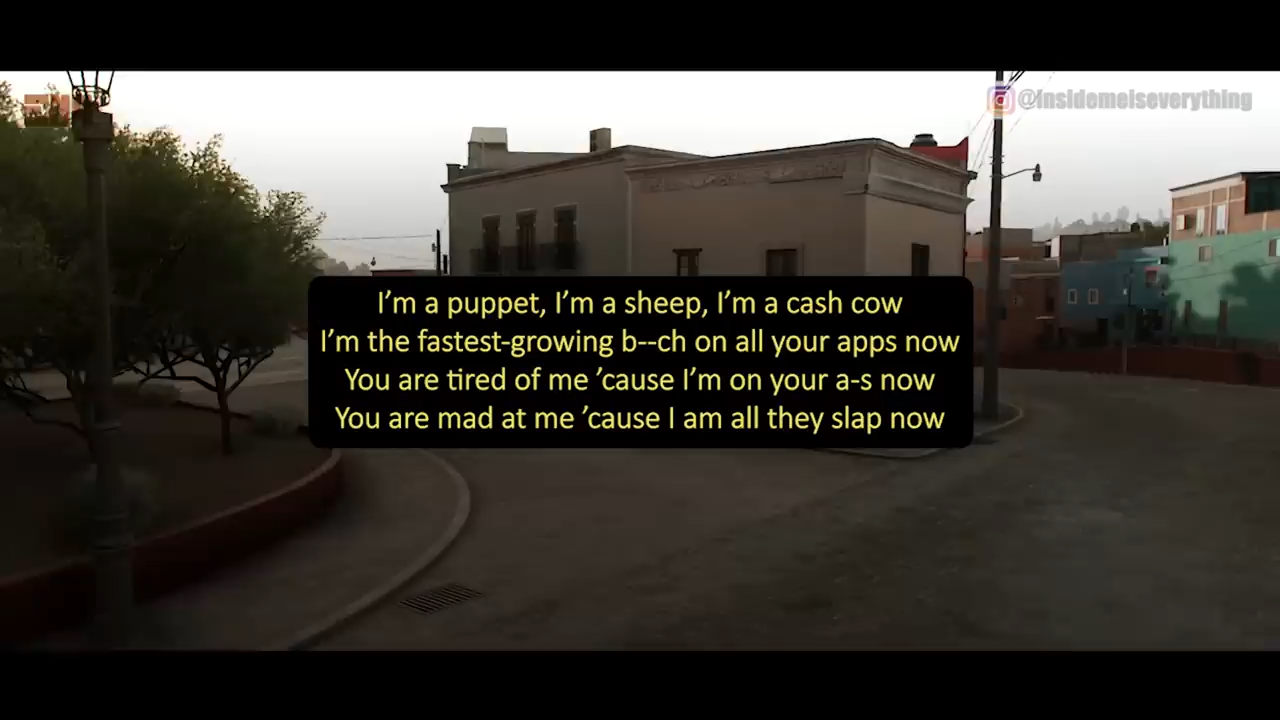 @insidemeiseverything
I’m a puppet, I’m a sheep, I’m a cash cow
I’m the fastest-growing b--ch on all your apps now
You are tired of me ’cause I’m on your a-s now
You are mad at me ’cause I am all they slap now